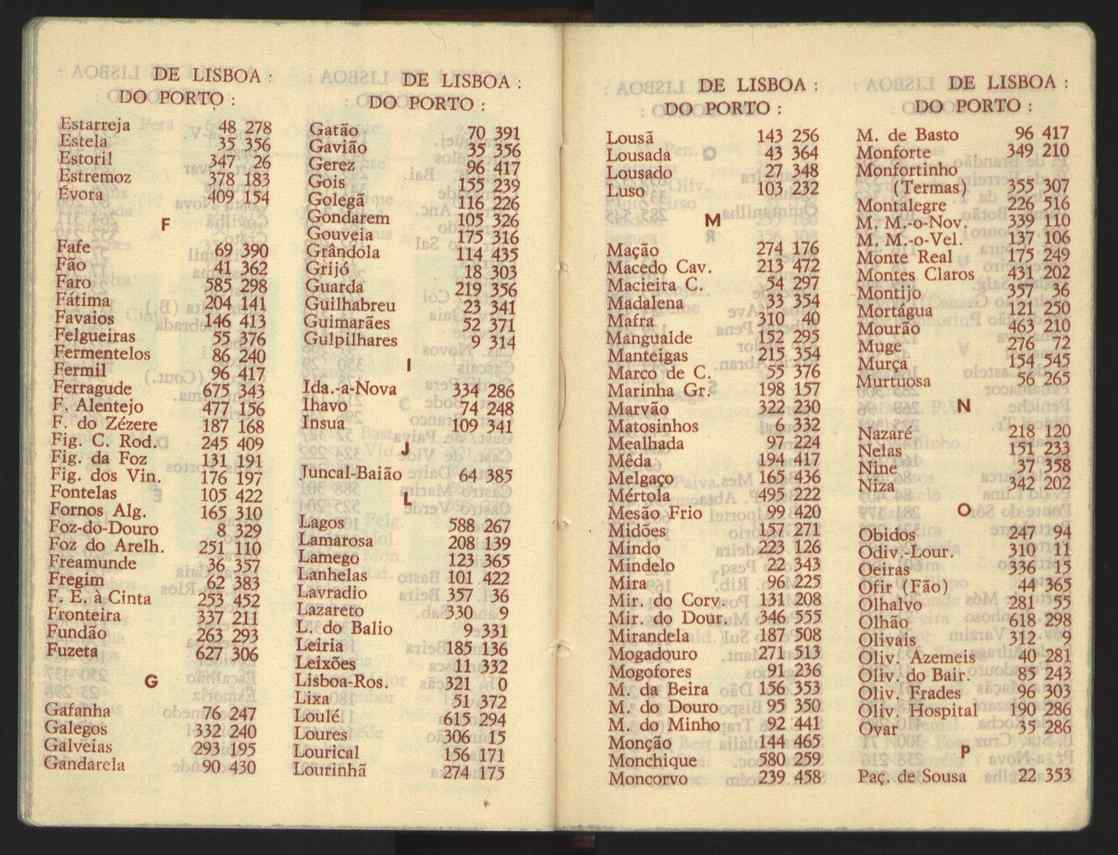 DE LISBOA :
DO PORTO :
Estarreja 48 278
Estela 35 356
Estoril 347 26
Estremoz 378 183
Évora 409 154
F
Fafe 69 390
Fão 41 362
Faro 585 298
Fátima 204 141
Favaios 146 413
Felgueiras 55 376
Fermentelos 86 240
Fermil 96 417
Ferragude 675 343
F. Alentejo 477 156
F. do Zézere 187 168
Fig. C. Rod. 245 409
Fig. da Foz 131 191
Fig. dos Vin. 176 197
Fontelas 105 422
Fornos Alg. 165 310
Foz-do-Douro 8 329
Foz do Arelh. 251 110
Freamunde 36 357
Fregim 62 383
F. E. à Cinta 253 452
Fronteira 337 211
Fundão 263 293
Fuzeta 627 306
G
Gafanha 76 247
Galegos 332 240
Galveias 293 195
Gandarela 90 430
DE LISBOA :
DO PORTO :
Gatão 70 391
Gavião 35 356
Gerez 96 417
Gois 155 239
Golegã 116 226
Gondarem 105 326
Gouveia 175 316
Grândola 114 435
Grijó 18 303
Guarda 219 356
Guilhabreu 23 341
Guimarães 52 371
Gulpilhares 9 314
I
Ida.-a-Nova 334 286
Ilhavo 74 248
Insua 109 341
J
Juncal-Baião 64 385
L
Lagos 588 267
Lamarosa 208 139
Lamego 123 365
Lanhelas 101 422
Lavradio 357 36
Lazareto 330 9
L. do Balio 9 331
Leiria 185 136
Leixões 11 332
Lisboa-Ros. 321 0
Lixa 51 372
Loulé 615 294
Loures 306 15
Louriçal 156 171
Lourinhã 274 175
DE LISBOA :
DO PORTO :
Lousã 143 256
Lousada 43 364
Lousado 27 348
Luso 103 232
M
Mação 274 176
Macedo Cav. 213 472
Macieita C. 54 297
Madalena 33 354
Mafra 310 40
Mangualde 152 295
Manteigas 215 354
Marco de C. 55 376
Marinha Gr. 198 157
Marvão 322 230
Matosinhos 6 332
Mealhada 97 224
Mêda 194 417
Melgaço 165 436
Mértola 495 222
Mesão Frio 99 420
Midões 157 271
Mindo 223 126
Mindelo 22 343
Mira 96 225
Mir. do Corv. 131 208
Mir. do Dour. 346 555
Mirandela 187 508
Mogadouro 271 513
Mogofores 91 236
M. da Beira 156 353
M. do Douro 95 350
M. do Minho 92 441
Monção 144 465
Monchique 580 259
Moncorvo 239 458
DE LISBOA :
DO PORTO :
M. de Basto 96 417
Monforte 349 210
Monfortinho
(Termas) 355 307
Montalegre 226 516
M. M.-o-Nov. 339 110
M. M.-o-Vel. 137 106
Monte Real 175 249
Montes Claros 431 202
Montijo 357 36
Mortágua 121 250
Mourão 463 210
Muge 276 72
Murça 154 545
Murtuosa 56 265
N
Nazaré 218 120
Nelas 151 233
Nine 37 358
Niza 342 202
O
Obidos 247 94
Odiv.-Lour. 310 11
Oeiras 336 15
Ofir (Fão) 44 365
Olhalvo 281 55
Olhão 618 298
Olivais 312 9
Oliv. Azemeis 40 281
Oliv. do Bair. 85 243
Oliv. Frades 96 303
Oliv. Hospital 190 286
Ovar 35 286
P
Paç. de Sousa 22 353